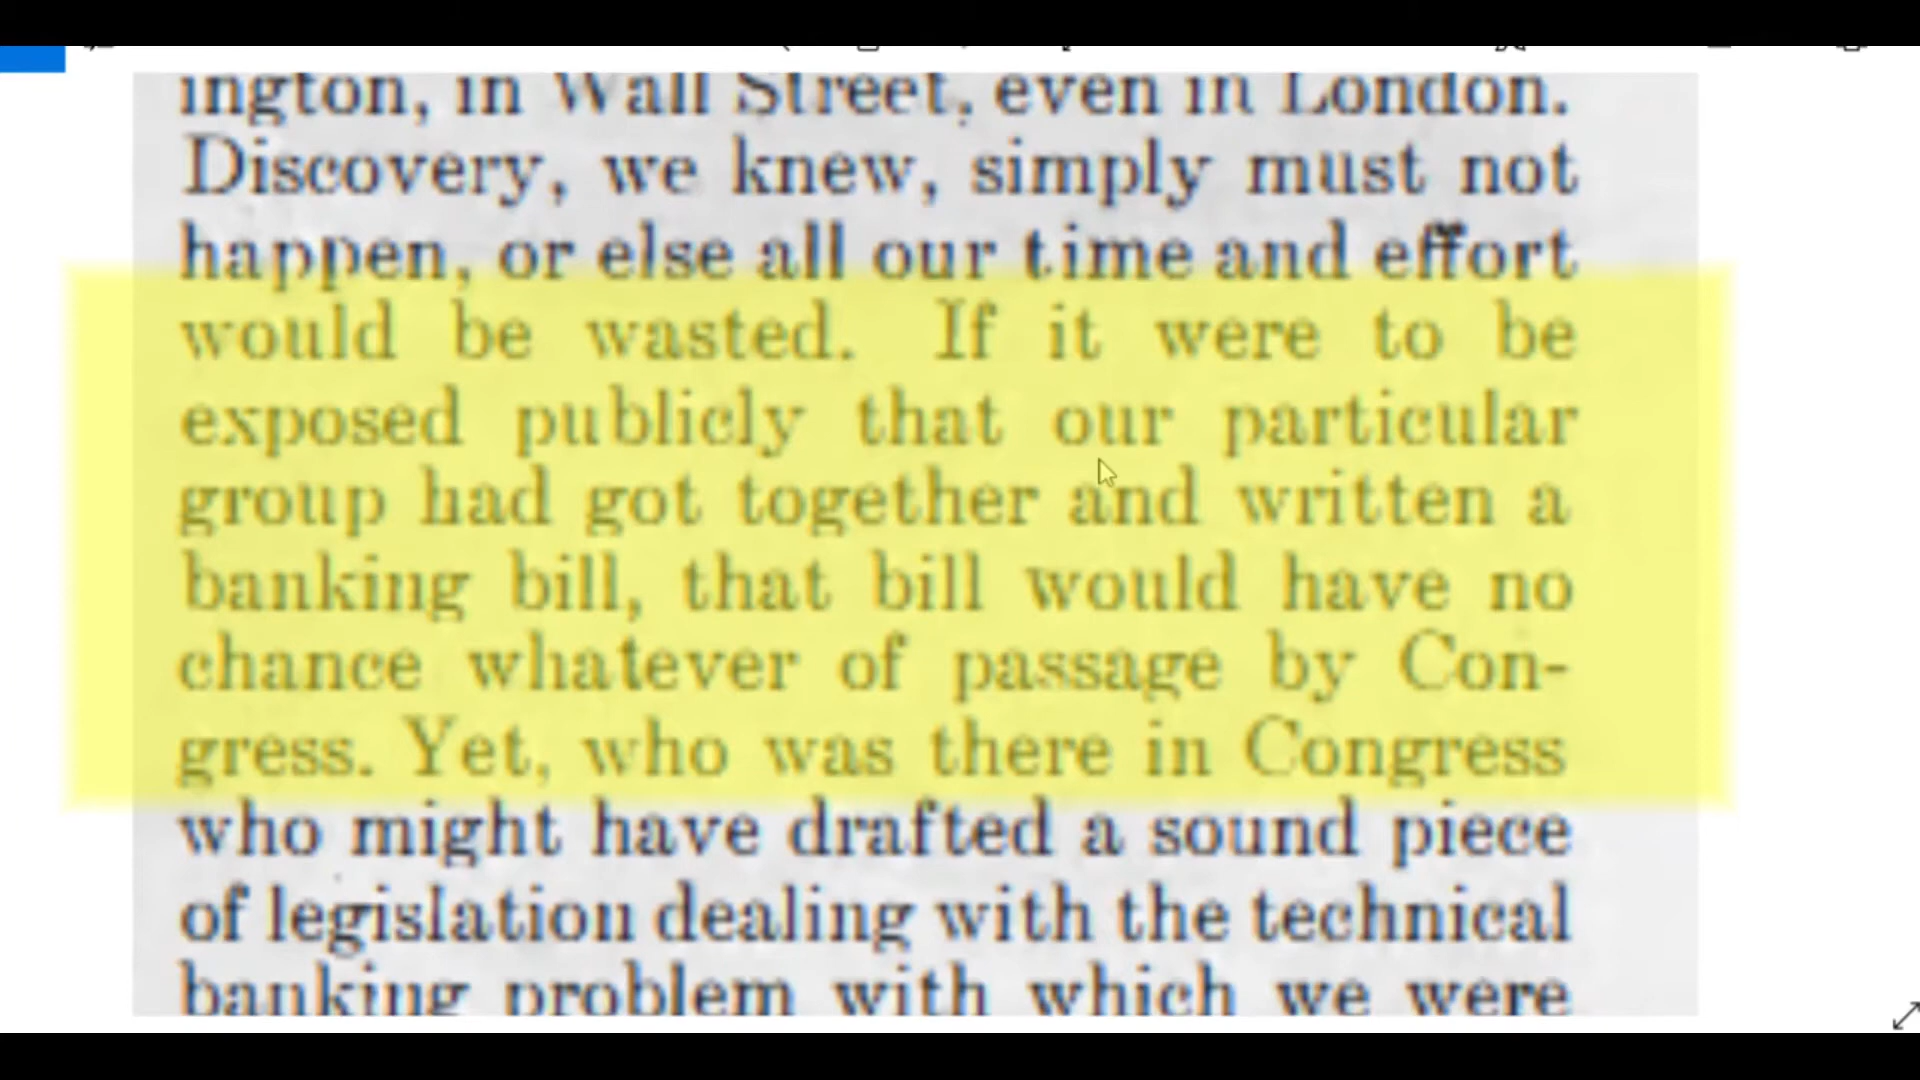 ington, in Wall Street, even in London.
Discovery, we knew, simply must not
happen, or else all our time and effort
would be wasted. If it were to be
exposed publicly that our particular
group had got together and written a
banking bill, that bill would have no
chance whatever of passage by Con-
gress. Yet, who was there in Congress
who might have drafted a sound piece
of legislation dealing with the technical
banking problem with which we were